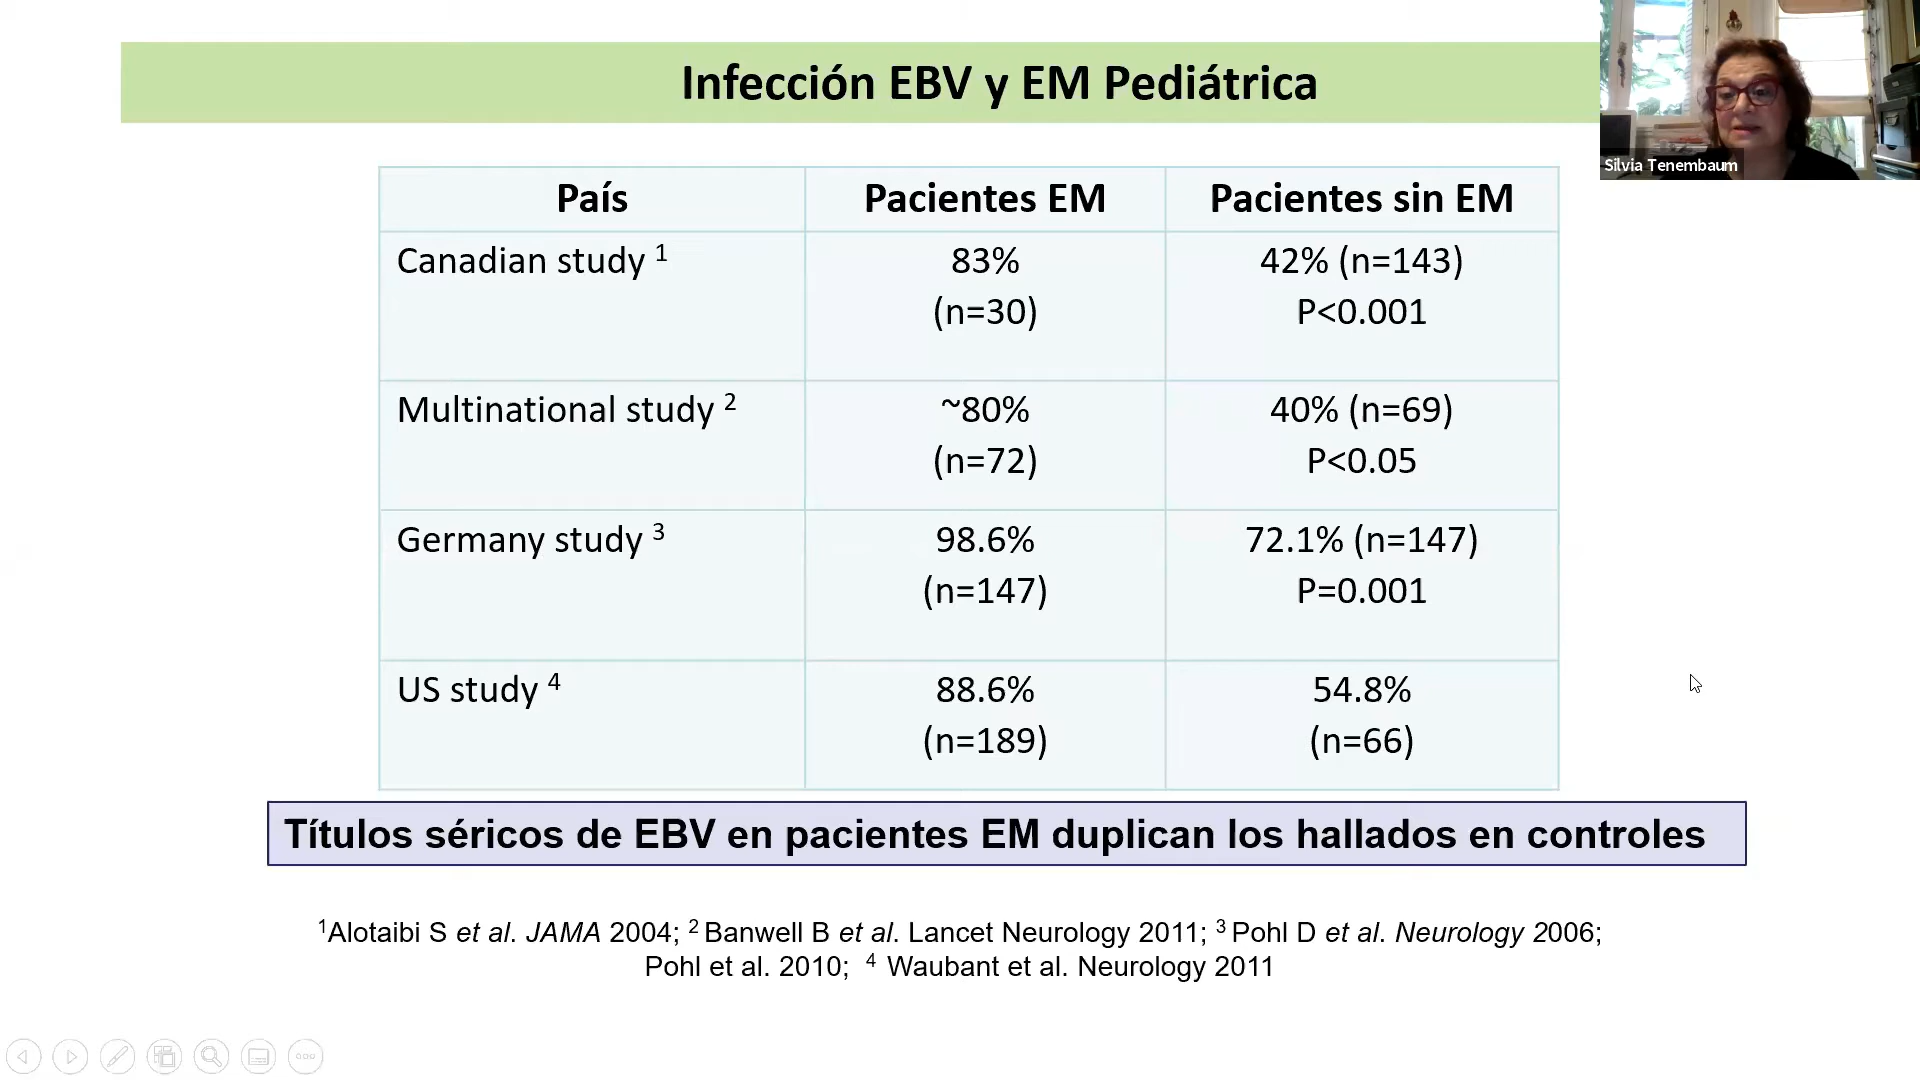 Infección EBV y EM Pediátrica
Silvia Tenembaum
País Pacientes EM Pacientes sin EM
Canadian study 1 83% 42% (n=143)
(n=30) P<0.001
Multinational study 2 ~80% 40% (n=69)
(n=72) P<0.05
Germany study 3 98.6% 72.1% (n=147)
(n=147) P=0.001
US study 4 88.6% 54.8%
(n=189) (n=66)
Títulos séricos de EBV en pacientes EM duplican los hallados en controles
1Alotaibi S et al. JAMA 2004; 2 Banwell B et al. Lancet Neurology 2011; 3 Pohl D et al. Neurology 2006;
Pohl et al. 2010; 4 Waubant et al. Neurology 2011